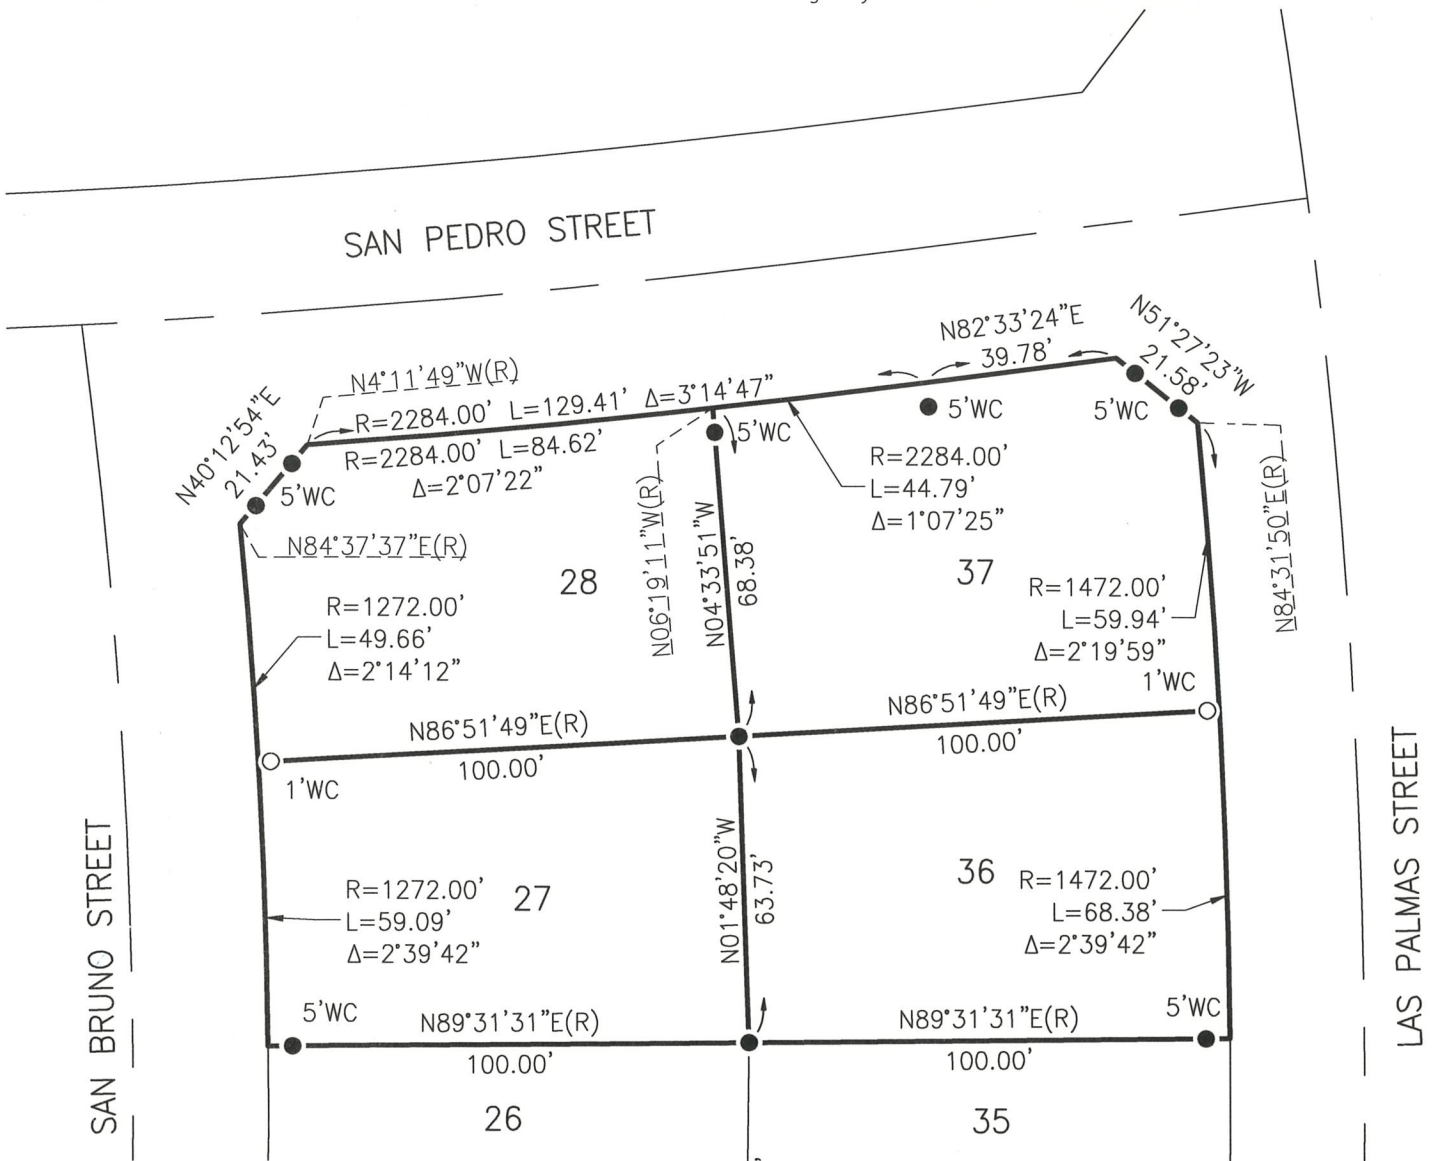 SAN PEDRO STREET
N82°33'24"E
39.78'
N51°27'23"W
21.58'
5'WC
5'WC
N4°11'49"W(R)
R=2284.00' L=129.41' Δ=3°14'47"
R=2284.00' L=84.62'
Δ=2°07'22"
N40°12'54"E
21.43'
5'WC
5'WC
R=2284.00'
L=44.79'
Δ=1°07'25"
N84°37'37"E(R)
N06°19'11"W(R)
N04°33'51"W
68.38'
28
37
R=1272.00'
L=49.66'
Δ=2°14'12"
R=1472.00'
L=59.94'
Δ=2°19'59"
N84°31'50"E(R)
1'WC
N86°51'49"E(R)
100.00'
N86°51'49"E(R)
100.00'
1'WC
SAN BRUNO STREET
LAS PALMAS STREET
R=1272.00'
L=59.09'
Δ=2°39'42"
27
N01°48'20"W
63.73'
36
R=1472.00'
L=68.38'
Δ=2°39'42"
5'WC
N89°31'31"E(R)
100.00'
N89°31'31"E(R)
100.00'
5'WC
26
35